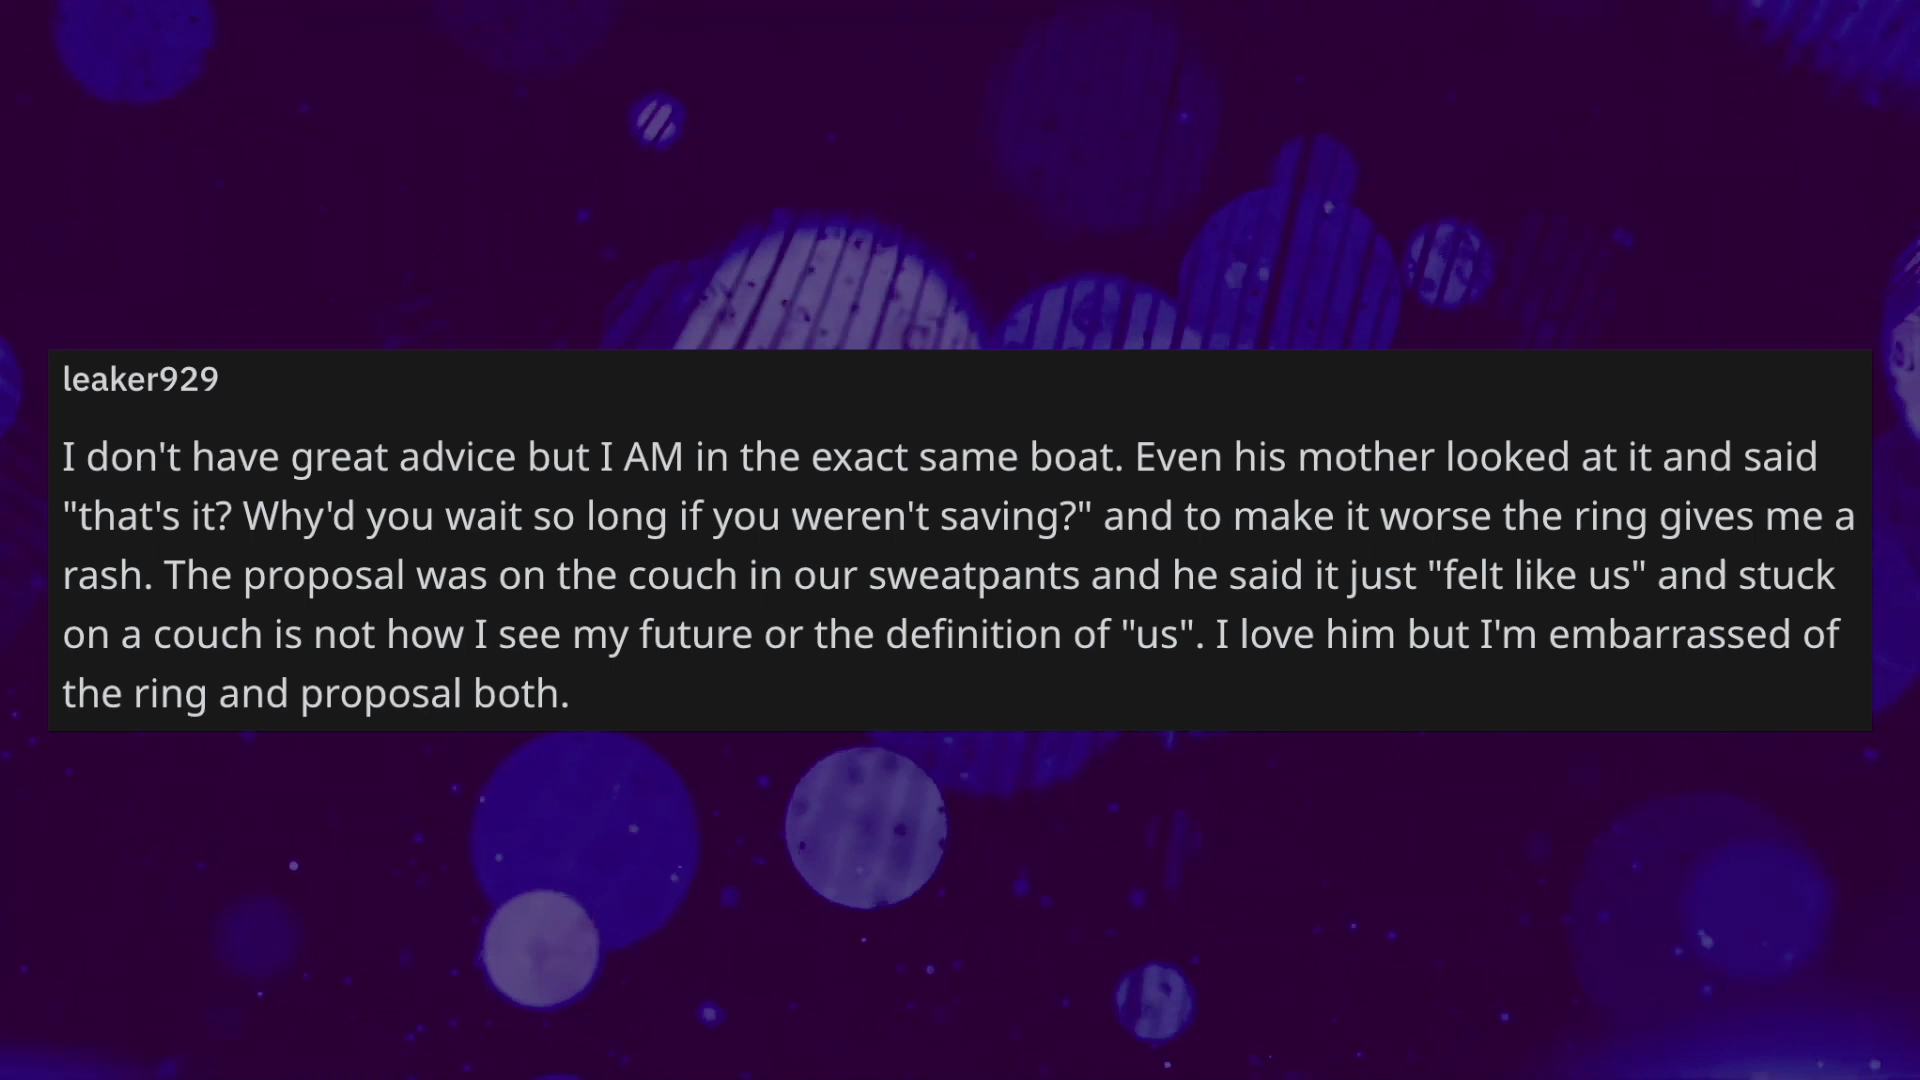 leaker929
I don't have great advice but I AM in the exact same boat. Even his mother looked at it and said
"that's it? Why'd you wait so long if you weren't saving?" and to make it worse the ring gives me a
rash. The proposal was on the couch in our sweatpants and he said it just "felt like us" and stuck
on a couch is not how I see my future or the definition of "us". I love him but I'm embarrassed of
the ring and proposal both.